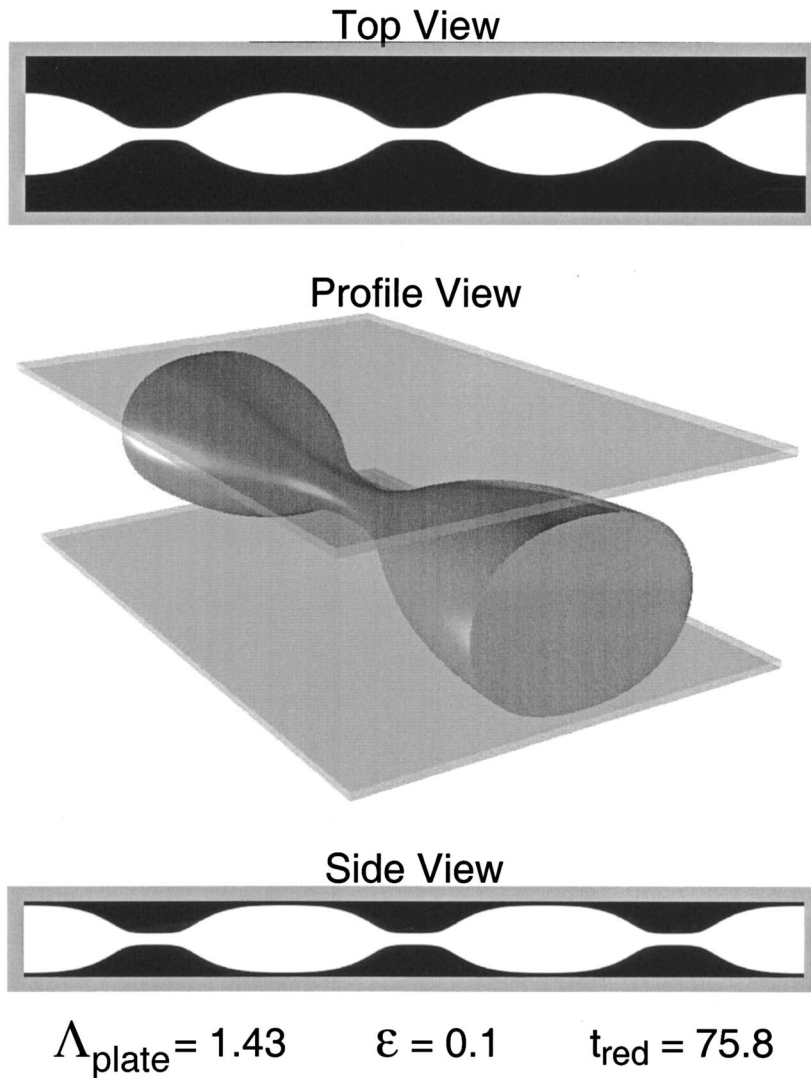 Top View
Profile View
Side View
Λplate = 1.43 ε = 0.1 tred = 75.8